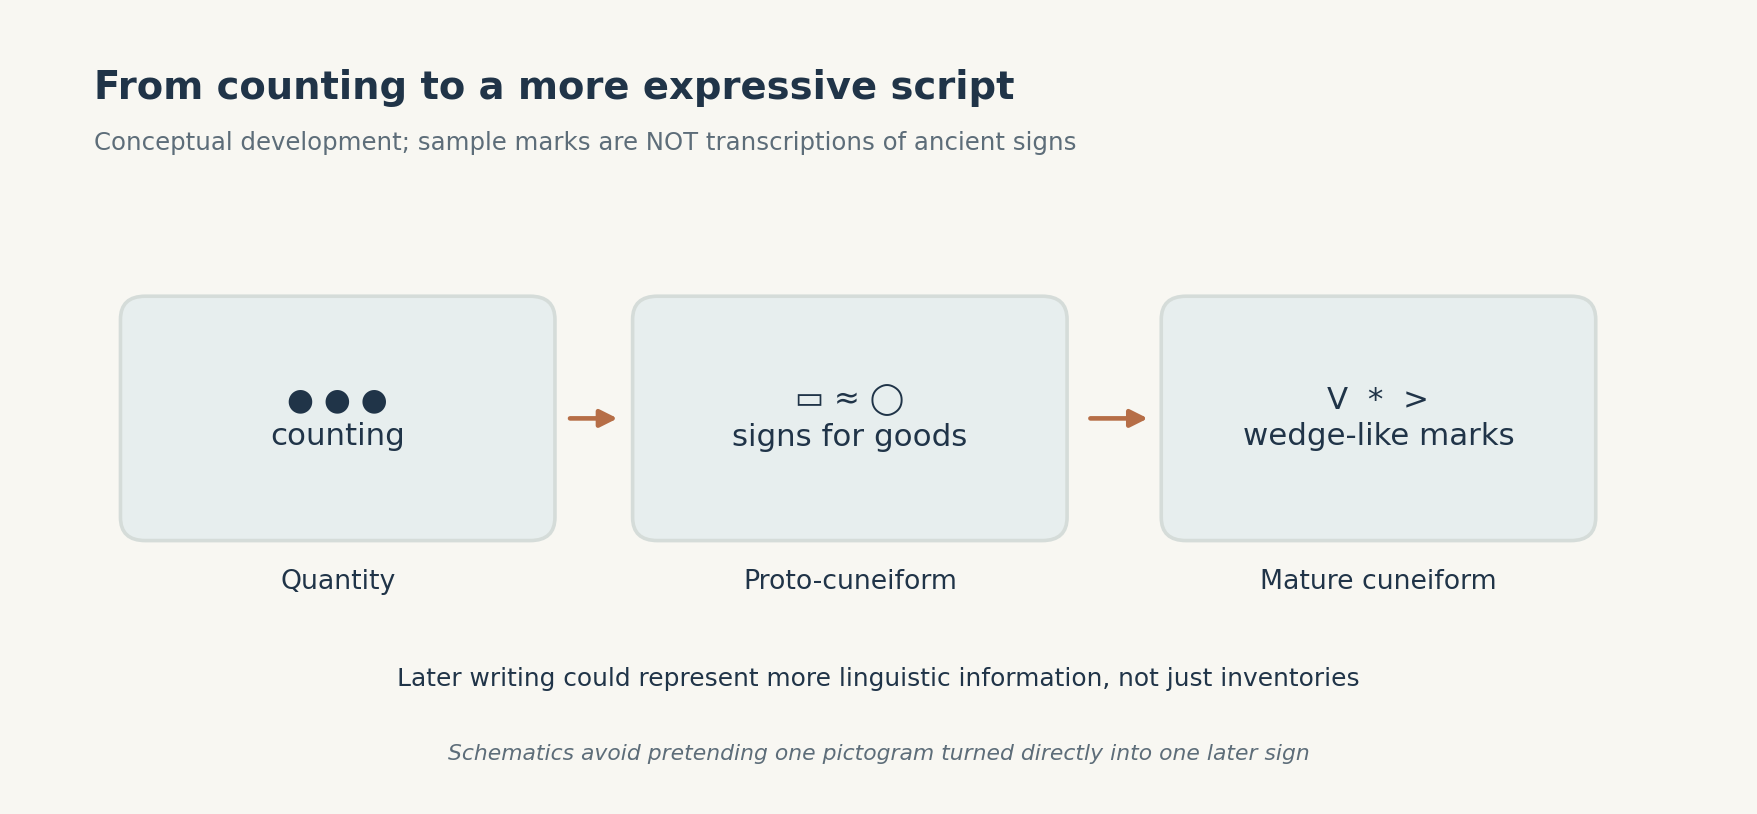 From counting to a more expressive script
Conceptual development; sample marks are NOT transcriptions of ancient signs
● ● ●
counting
▭ ≈ ◯
signs for goods
V * >
wedge-like marks
Quantity
Proto-cuneiform
Mature cuneiform
Later writing could represent more linguistic information, not just inventories
Schematics avoid pretending one pictogram turned directly into one later sign